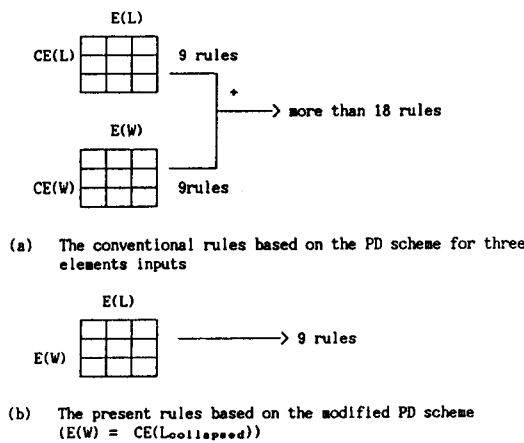 E(L)
CE(L)
9 rules
+
more than 18 rules
E(W)
CE(W)
9rules
(a) The conventional rules based on the PD scheme for three
elements inputs
E(L)
E(W)
9 rules
(b) The present rules based on the modified PD scheme
(E(W) = CE(Lcollapsed))